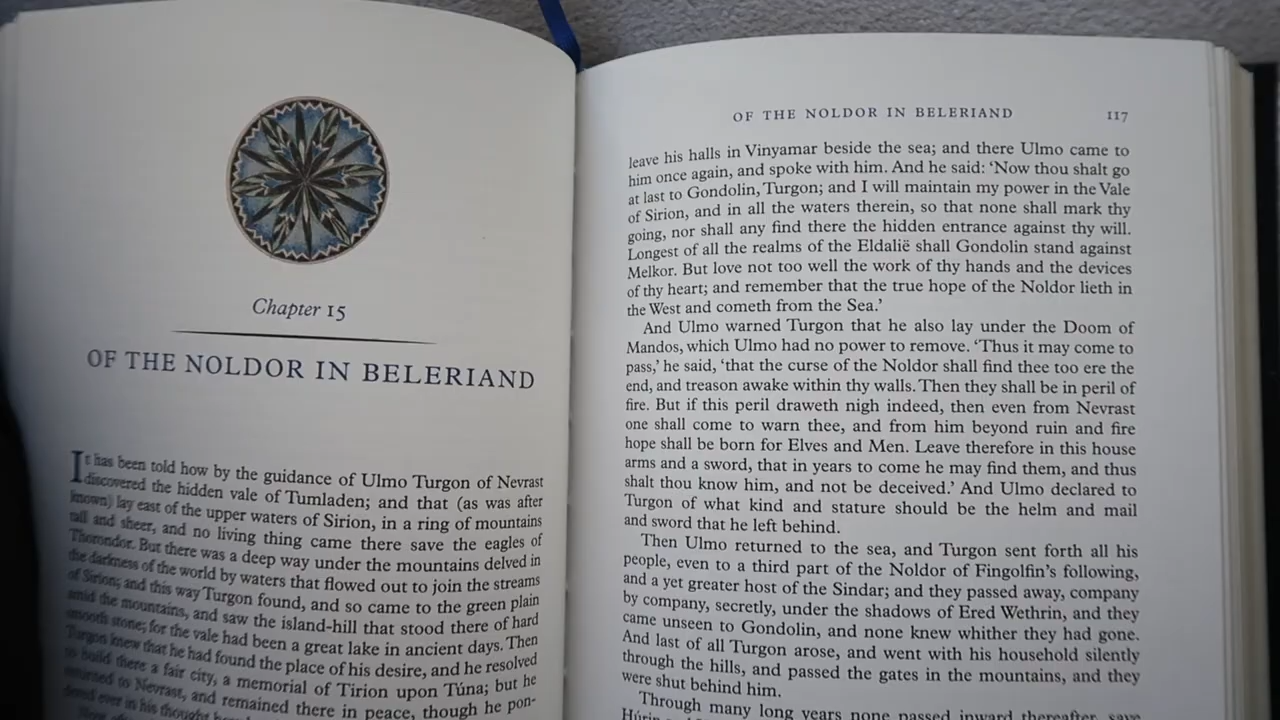 Chapter 15
OF THE NOLDOR IN BELERIAND
It has been told how by the guidance of Ulmo Turgon of Nevrast
discovered the hidden vale of Tumladen; and that (as was after
known) lay east of the upper waters of Sirion, in a ring of mountains
tall and sheer, and no living thing came there save the eagles of
Thorondor. But there was a deep way under the mountains delved in
the darkness of the world by waters that flowed out to join the streams
of Sirion; and this way Turgon found, and so came to the green plain
amid the mountains, and saw the island-hill that stood there of hard
smooth stone; for the vale had been a great lake in ancient days. Then
Turgon knew that he had found the place of his desire, and he resolved
to build there a fair city, a memorial of Tirion upon Túna; but he
returned to Nevrast, and remained there in peace, though he pon-
dered ever in his thought how
OF THE NOLDOR IN BELERIAND 117
leave his halls in Vinyamar beside the sea; and there Ulmo came to
him once again, and spoke with him. And he said: ‘Now thou shalt go
at last to Gondolin, Turgon; and I will maintain my power in the Vale
of Sirion, and in all the waters therein, so that none shall mark thy
going, nor shall any find there the hidden entrance against thy will.
Longest of all the realms of the Eldalië shall Gondolin stand against
Melkor. But love not too well the work of thy hands and the devices
of thy heart; and remember that the true hope of the Noldor lieth in
the West and cometh from the Sea.’
And Ulmo warned Turgon that he also lay under the Doom of
Mandos, which Ulmo had no power to remove. ‘Thus it may come to
pass,’ he said, ‘that the curse of the Noldor shall find thee too ere the
end, and treason awake within thy walls. Then they shall be in peril of
fire. But if this peril draweth nigh indeed, then even from Nevrast
one shall come to warn thee, and from him beyond ruin and fire
hope shall be born for Elves and Men. Leave therefore in this house
arms and a sword, that in years to come he may find them, and thus
shalt thou know him, and not be deceived.’ And Ulmo declared to
Turgon of what kind and stature should be the helm and mail
and sword that he left behind.
Then Ulmo returned to the sea, and Turgon sent forth all his
people, even to a third part of the Noldor of Fingolfin’s following,
and a yet greater host of the Sindar; and they passed away, company
by company, secretly, under the shadows of Ered Wethrin, and they
came unseen to Gondolin, and none knew whither they had gone.
And last of all Turgon arose, and went with his household silently
through the hills, and passed the gates in the mountains, and they
were shut behind him.
Through many long years none passed inward thereafter, save
Húrin